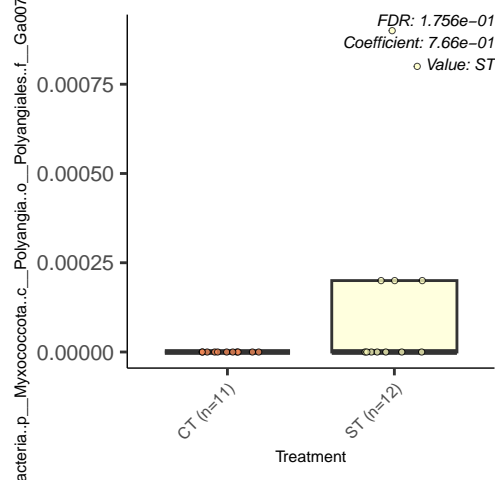 FDR: 1.756e−01
Coefficient: 7.66e−01
Value: ST
acteria..p__Myxococcota..c__Polyangia..o__Polyangiales..f__Ga007
0.00075
0.00050
0.00025
0.00000
CT (n=11)
ST (n=12)
Treatment